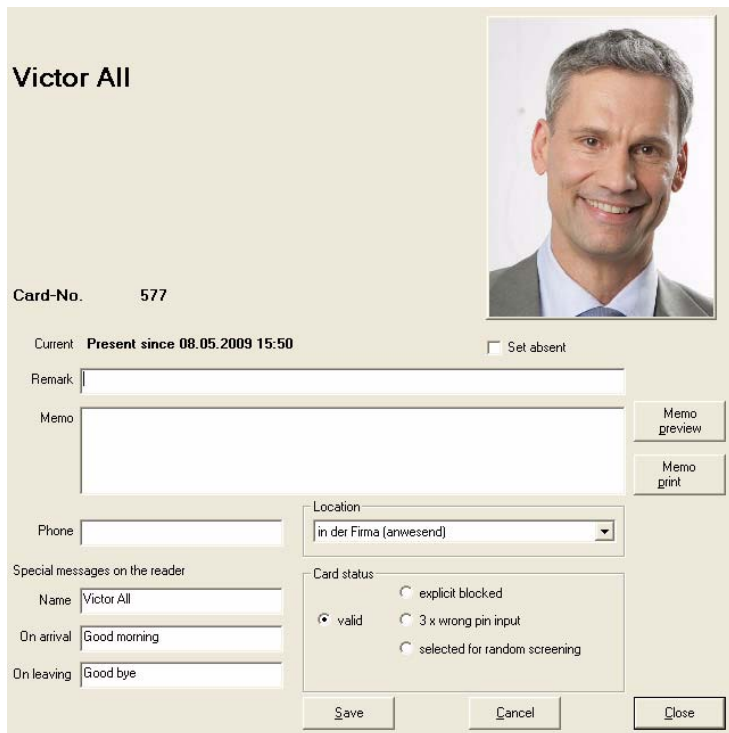 Victor All
Card-No. 577
Current Present since 08.05.2009 15:50
Set absent
Remark
Memo
Memo preview
Memo print
Location
Phone
in der Firma (anwesend)
Special messages on the reader
Card status
explicit blocked
Name Victor All
valid
3 x wrong pin input
On arrival Good morning
selected for random screening
On leaving Good bye
Save
Cancel
Close